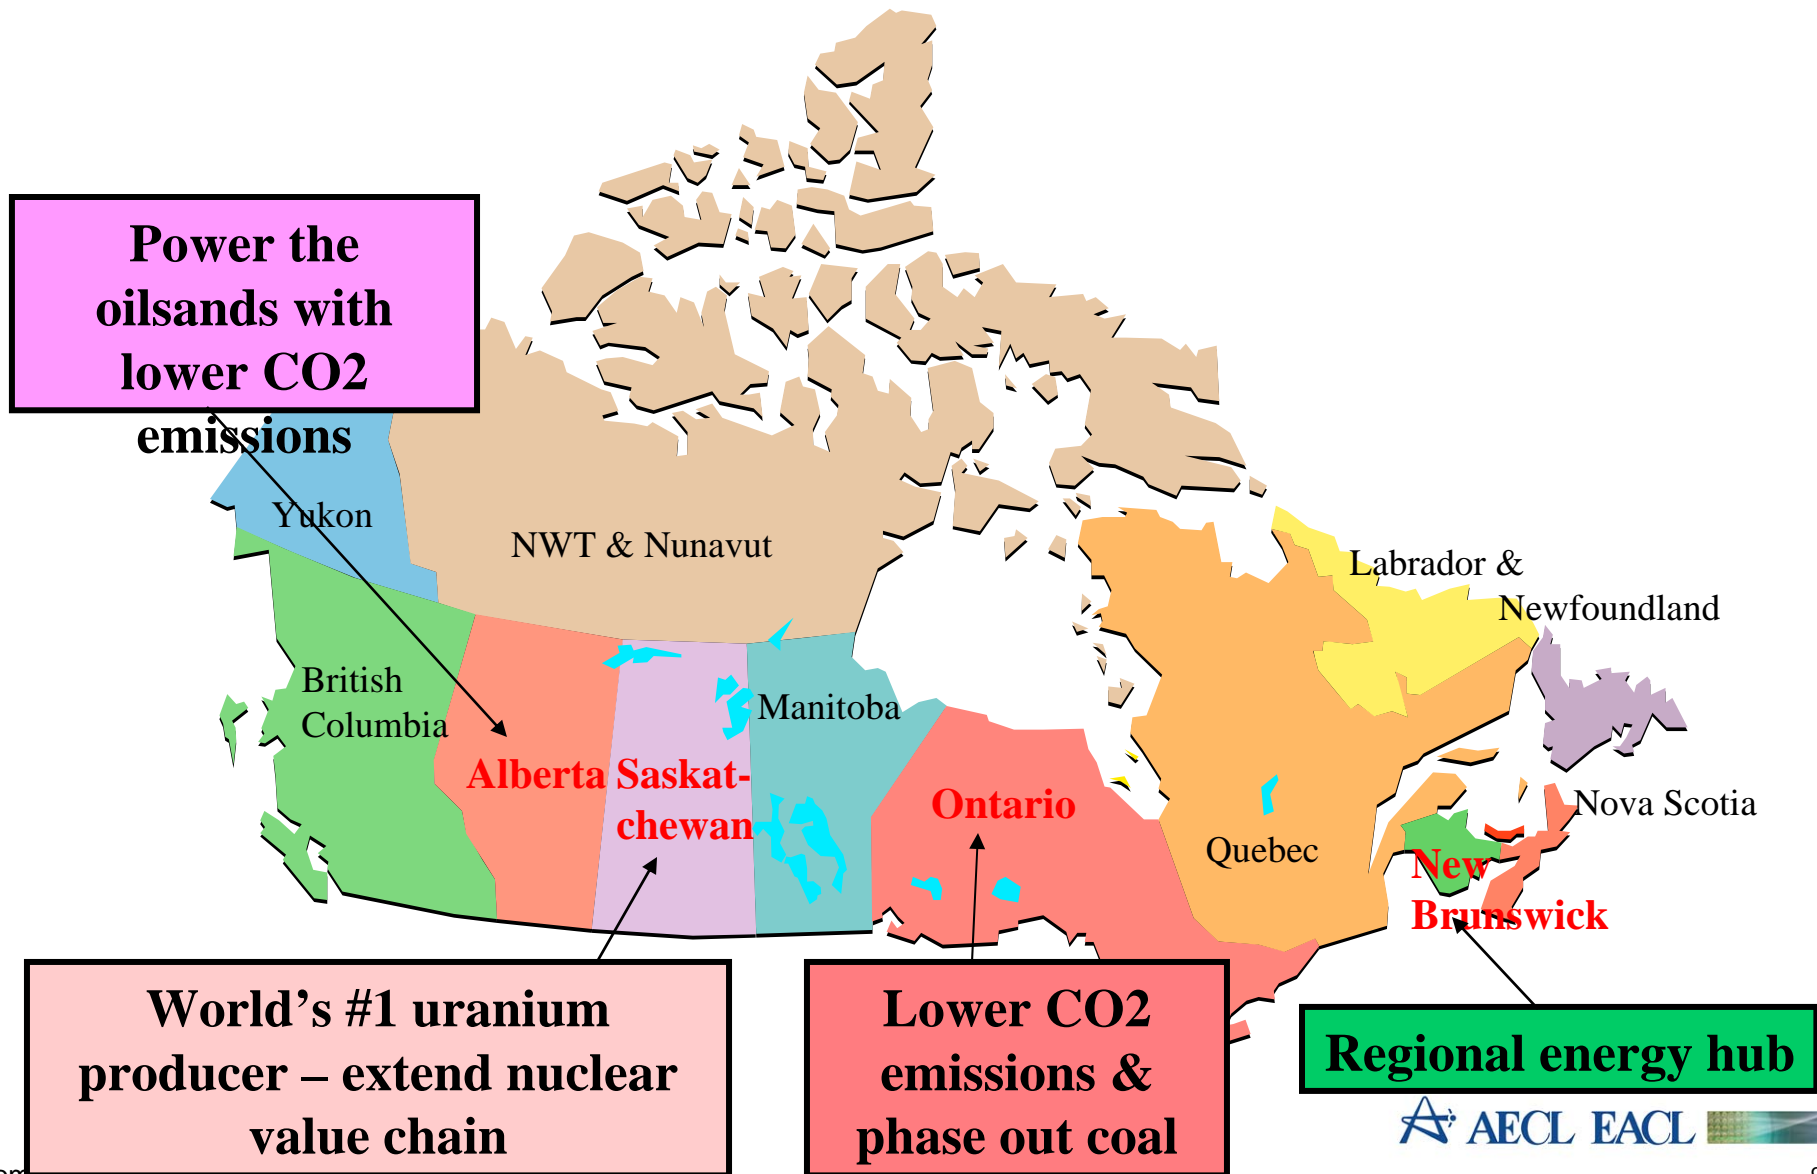 Power the
oilsands with
lower CO2
emissions
Yukon
NWT & Nunavut
Labrador &
Newfoundland
British
Columbia
Manitoba
Alberta
Saskat-
chewan
Ontario
Quebec
Nova Scotia
New
Brunswick
World's #1 uranium
producer – extend nuclear
value chain
Lower CO2
emissions &
phase out coal
Regional energy hub
AECL EACL